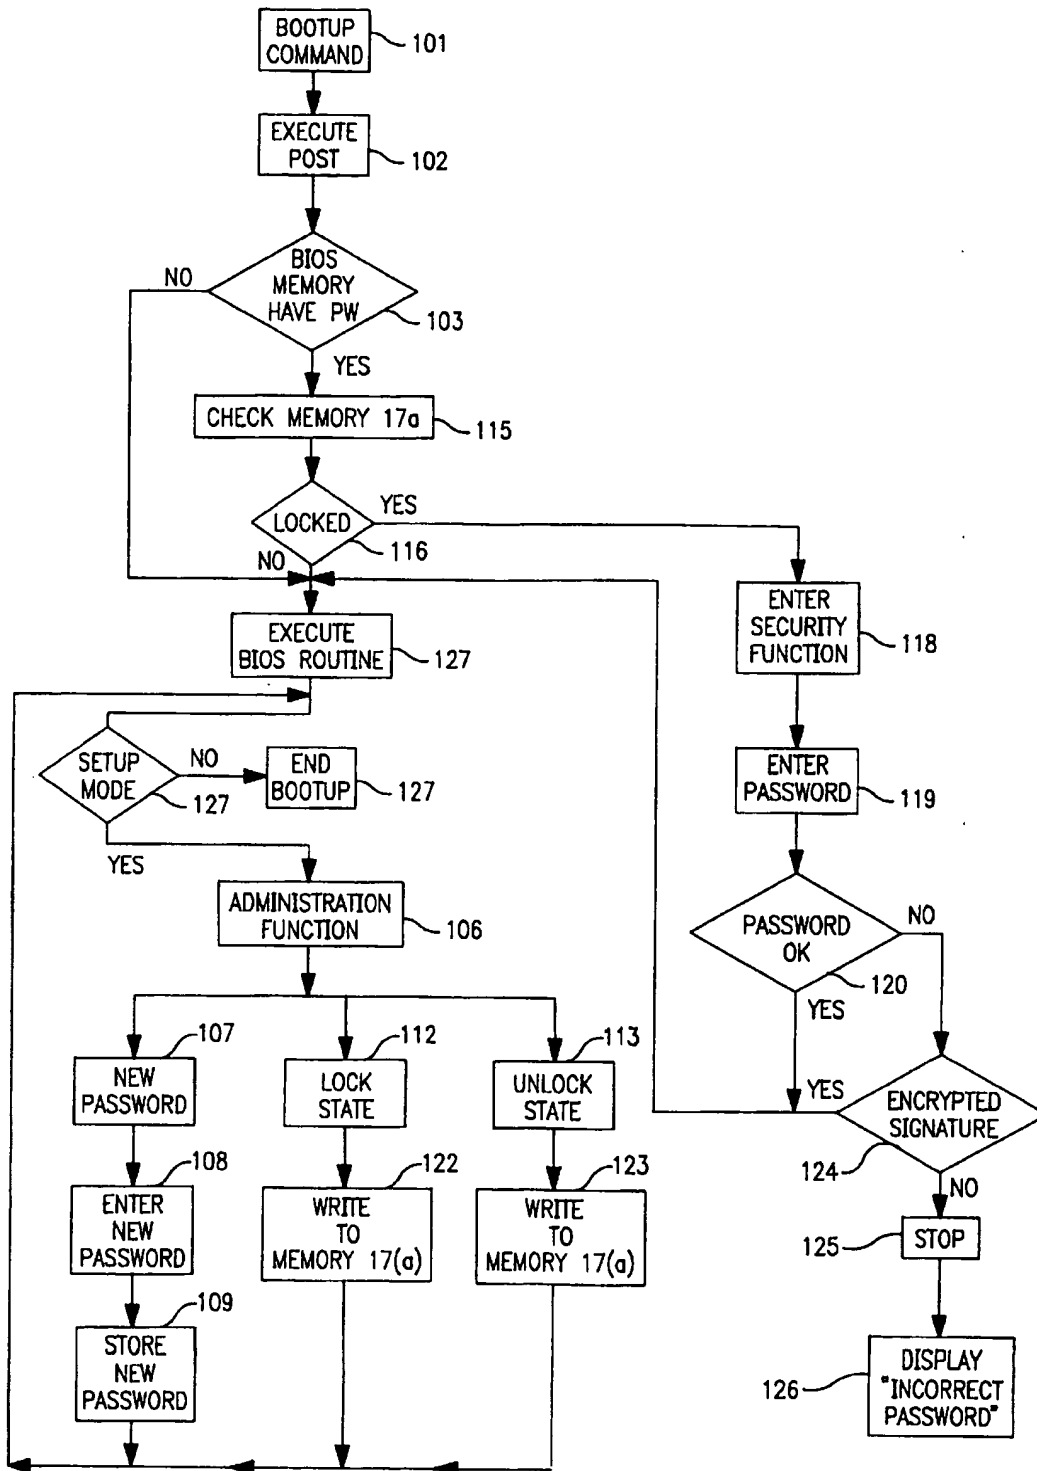 BOOTUP
COMMAND
101
EXECUTE
POST
102
BIOS
MEMORY
HAVE PW
103
NO
YES
CHECK MEMORY 17a
115
LOCKED
116
YES
NO
EXECUTE
BIOS ROUTINE
127
ENTER
SECURITY
FUNCTION
118
SETUP
MODE
127
NO
END
BOOTUP
127
YES
ENTER
PASSWORD
119
ADMINISTRATION
FUNCTION
106
PASSWORD
OK
120
NO
YES
107
NEW
PASSWORD
112
LOCK
STATE
113
UNLOCK
STATE
YES
ENCRYPTED
SIGNATURE
124
NO
108
ENTER
NEW
PASSWORD
122
WRITE
TO
MEMORY 17(a)
123
WRITE
TO
MEMORY 17(a)
125
STOP
109
STORE
NEW
PASSWORD
126
DISPLAY
"INCORRECT
PASSWORD"